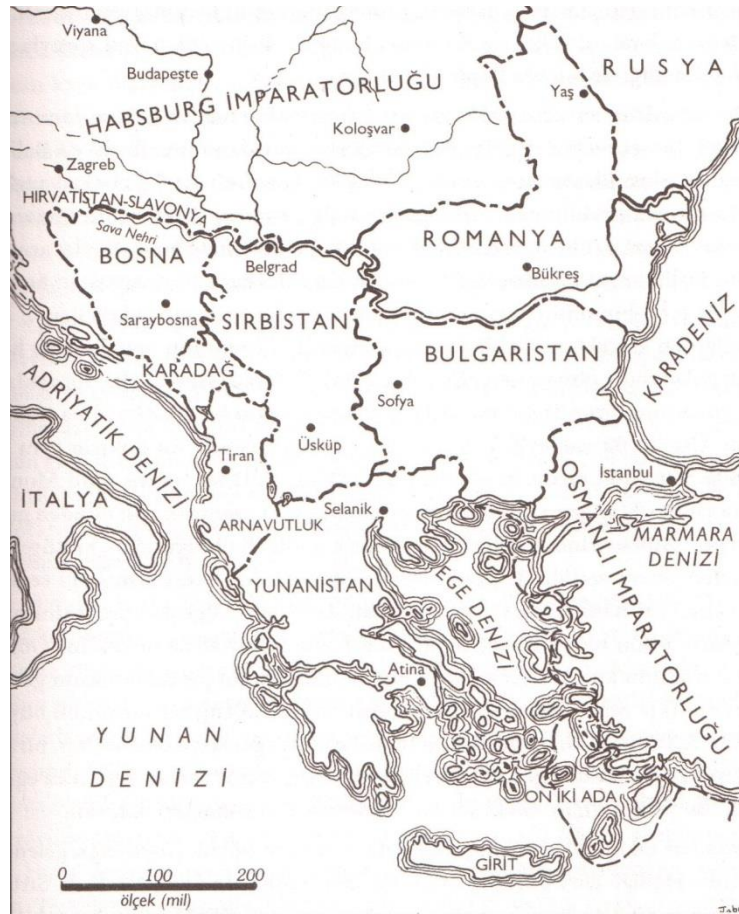 Viyana
Budapeşte
HABSBURG İMPARATORLUĞU
RUSYA
Yaş
Koloşvar
Zagreb
HIRVATİSTAN-SLAVONYA
Sava Nehri
BOSNA
Belgrad
ROMANYA
Bükreş
Saraybosna
SIRBİSTAN
BULGARİSTAN
KARADENİZ
KARADAĞ
Sofya
ADRİYATİK DENİZİ
Üsküp
Tiran
İTALYA
İstanbul
OSMANLI İMPARATORLUĞU
Selanik
ARNAVUTLUK
MARMARA
DENİZİ
YUNANİSTAN
EGE DENİZİ
Atina
YUNAN
DENİZİ
ON İKİ ADA
GİRİT
0 100 200
ölçek (mil)